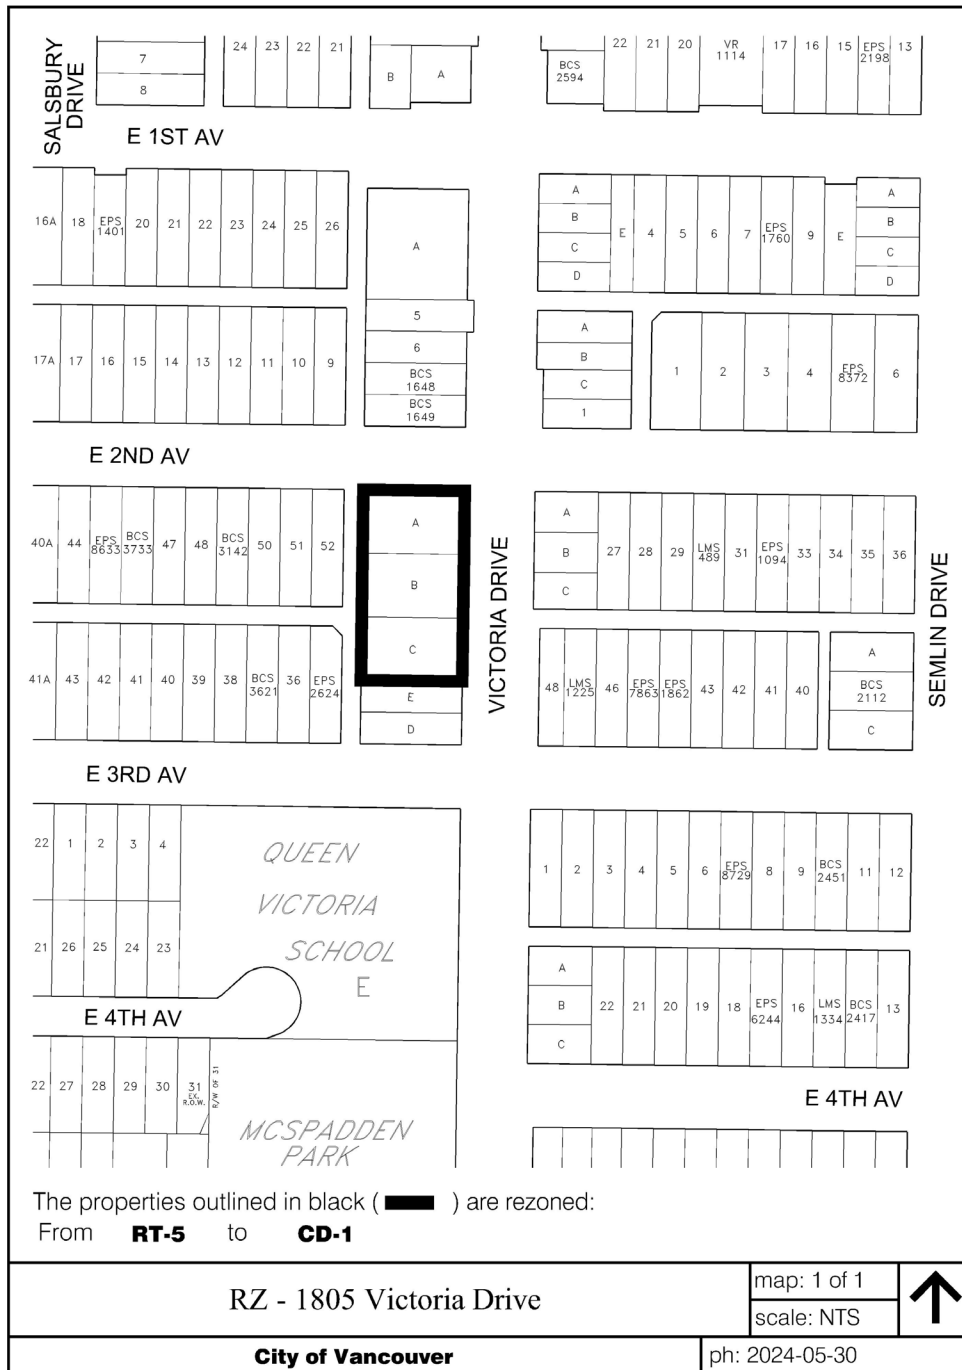 SALSBURY
DRIVE
7
8
24 23 22 21
B A
BCS
2594
22 21 20 VR
1114 17 16 15 EPS
2198 13
E 1ST AV
16A 18 EPS
1401 20 21 22 23 24 25 26
A
5
6
BCS
1648
BCS
1649
A
B
C
D
E 4 5 6 7 EPS
1760 9 E
A
B
C
D
17A 17 16 15 14 13 12 11 10 9
A
B
C
1
1 2 3 4 EPS
8372 6
E 2ND AV
40A 44 EPS
8633 BCS
3733 47 48 BCS
3142 50 51 52
A
B
C
E
D
VICTORIA DRIVE
A
B
C
27 28 29 LMS
489 31 EPS
1094 33 34 35 36
SEMLIN DRIVE
41A 43 42 41 40 39 38 BCS
3621 36 EPS
2624
48 LMS
1225 46 EPS
7863 EPS
1862 43 42 41 40
A
BCS
2112
C
E 3RD AV
22 1 2 3 4
21 26 25 24 23
QUEEN
VICTORIA
SCHOOL
E
1 2 3 4 5 6 EPS
8729 8 9 BCS
2451 11 12
A
B
C
22 21 20 19 18 EPS
6244 16 LMS
1334 BCS
2417 13
E 4TH AV
22 27 28 29 30 31
EX.
R.O.W.
R/W OF 31
E 4TH AV
MCSPADDEN
PARK
The properties outlined in black ( ) are rezoned:
From RT-5 to CD-1
RZ - 1805 Victoria Drive
map: 1 of 1
scale: NTS
City of Vancouver
ph: 2024-05-30